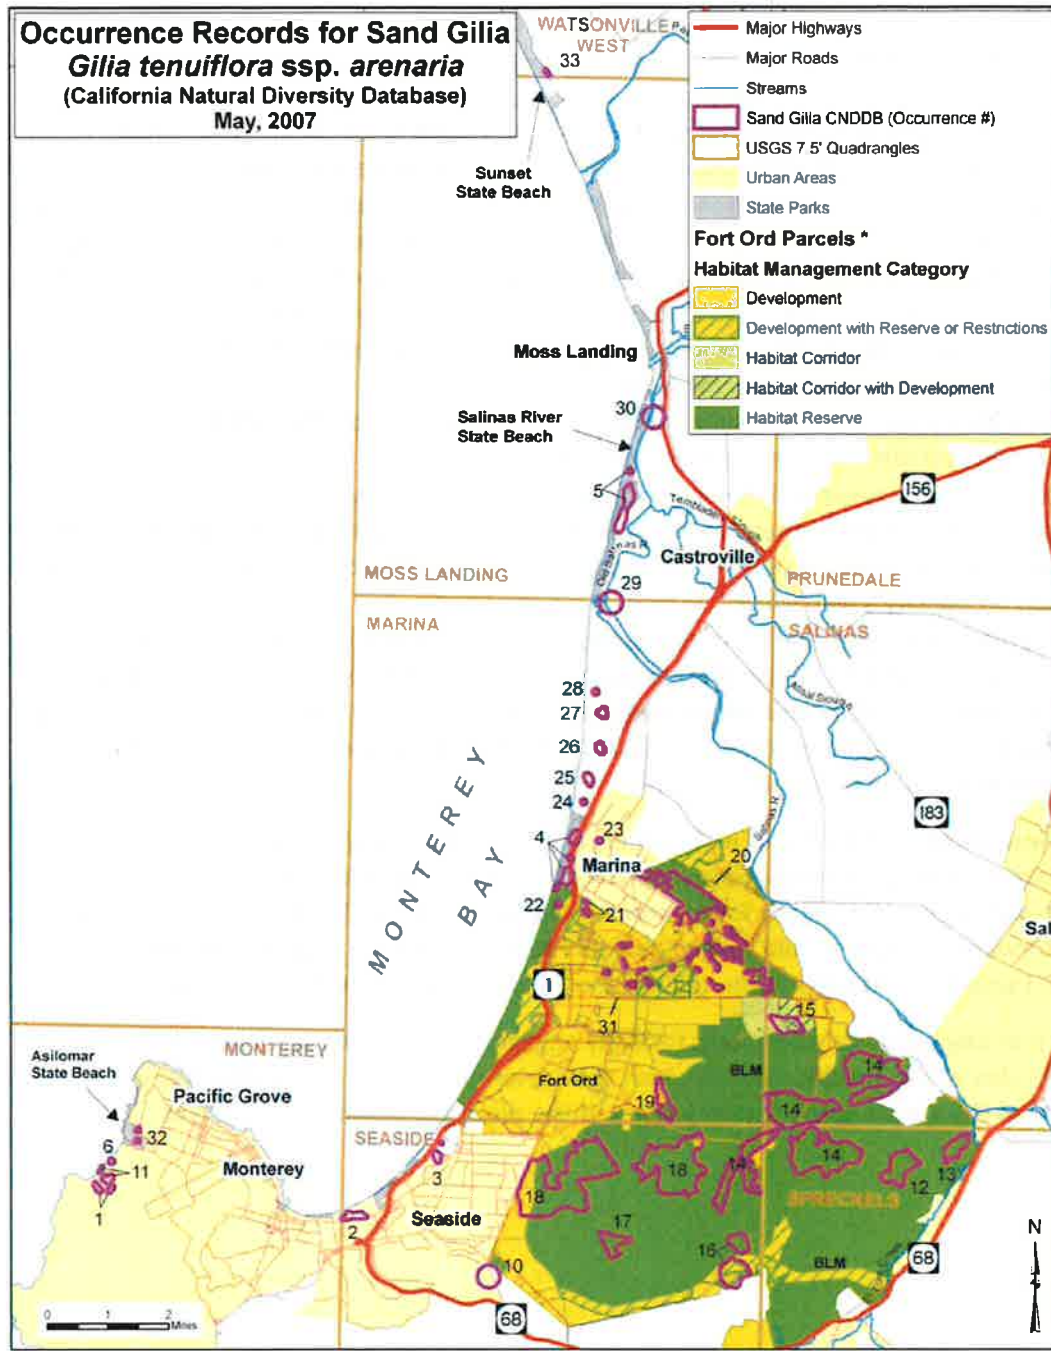 Occurrence Records for Sand Gilia
Gilia tenuiflora ssp. arenaria
(California Natural Diversity Database)
May, 2007
WATSONVILLE
WEST
33
Sunset
State Beach
Major Highways
Major Roads
Streams
Sand Gilia CNDDB (Occurrence #)
USGS 7 5' Quadrangles
Urban Areas
State Parks
Fort Ord Parcels *
Habitat Management Category
Development
Development with Reserve or Restrictions
Habitat Corridor
Habitat Corridor with Development
Habitat Reserve
Moss Landing
30
Salinas River
State Beach
5
156
Castroville
MOSS LANDING
PRUNEDALE
29
MARINA
SALINAS
28
27
26
25
24
183
Salinas R
4
23
Marina
20
22
21
MONTEREY
BAY
Sal
1
15
31
MONTEREY
Asilomar
State Beach
Pacific Grove
Fort Ord
BLM
14
19
14
32
SEASIDE
6
11
Monterey
3
18
18
14
14
12
13
1
SPRECKELS
2
Seaside
17
16
10
BLM
68
N
0 1 2
Miles
68